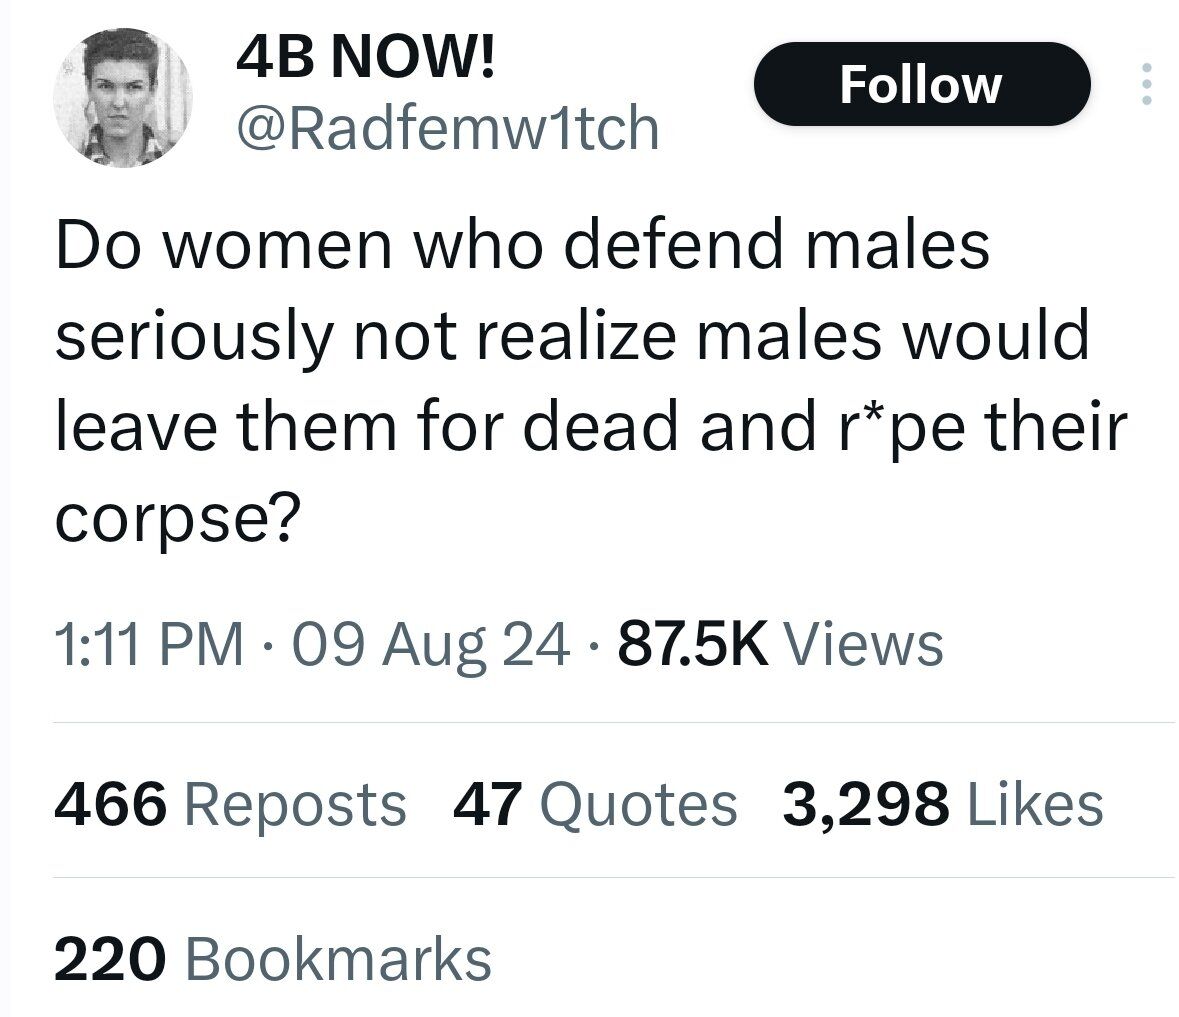 4B NOW!
Follow
@Radfemw1tch
Do women who defend males
seriously not realize males would
leave them for dead and r*pe their
corpse?
1:11 PM · 09 Aug 24 · 87.5K Views
466 Reposts 47 Quotes 3,298 Likes
220 Bookmarks